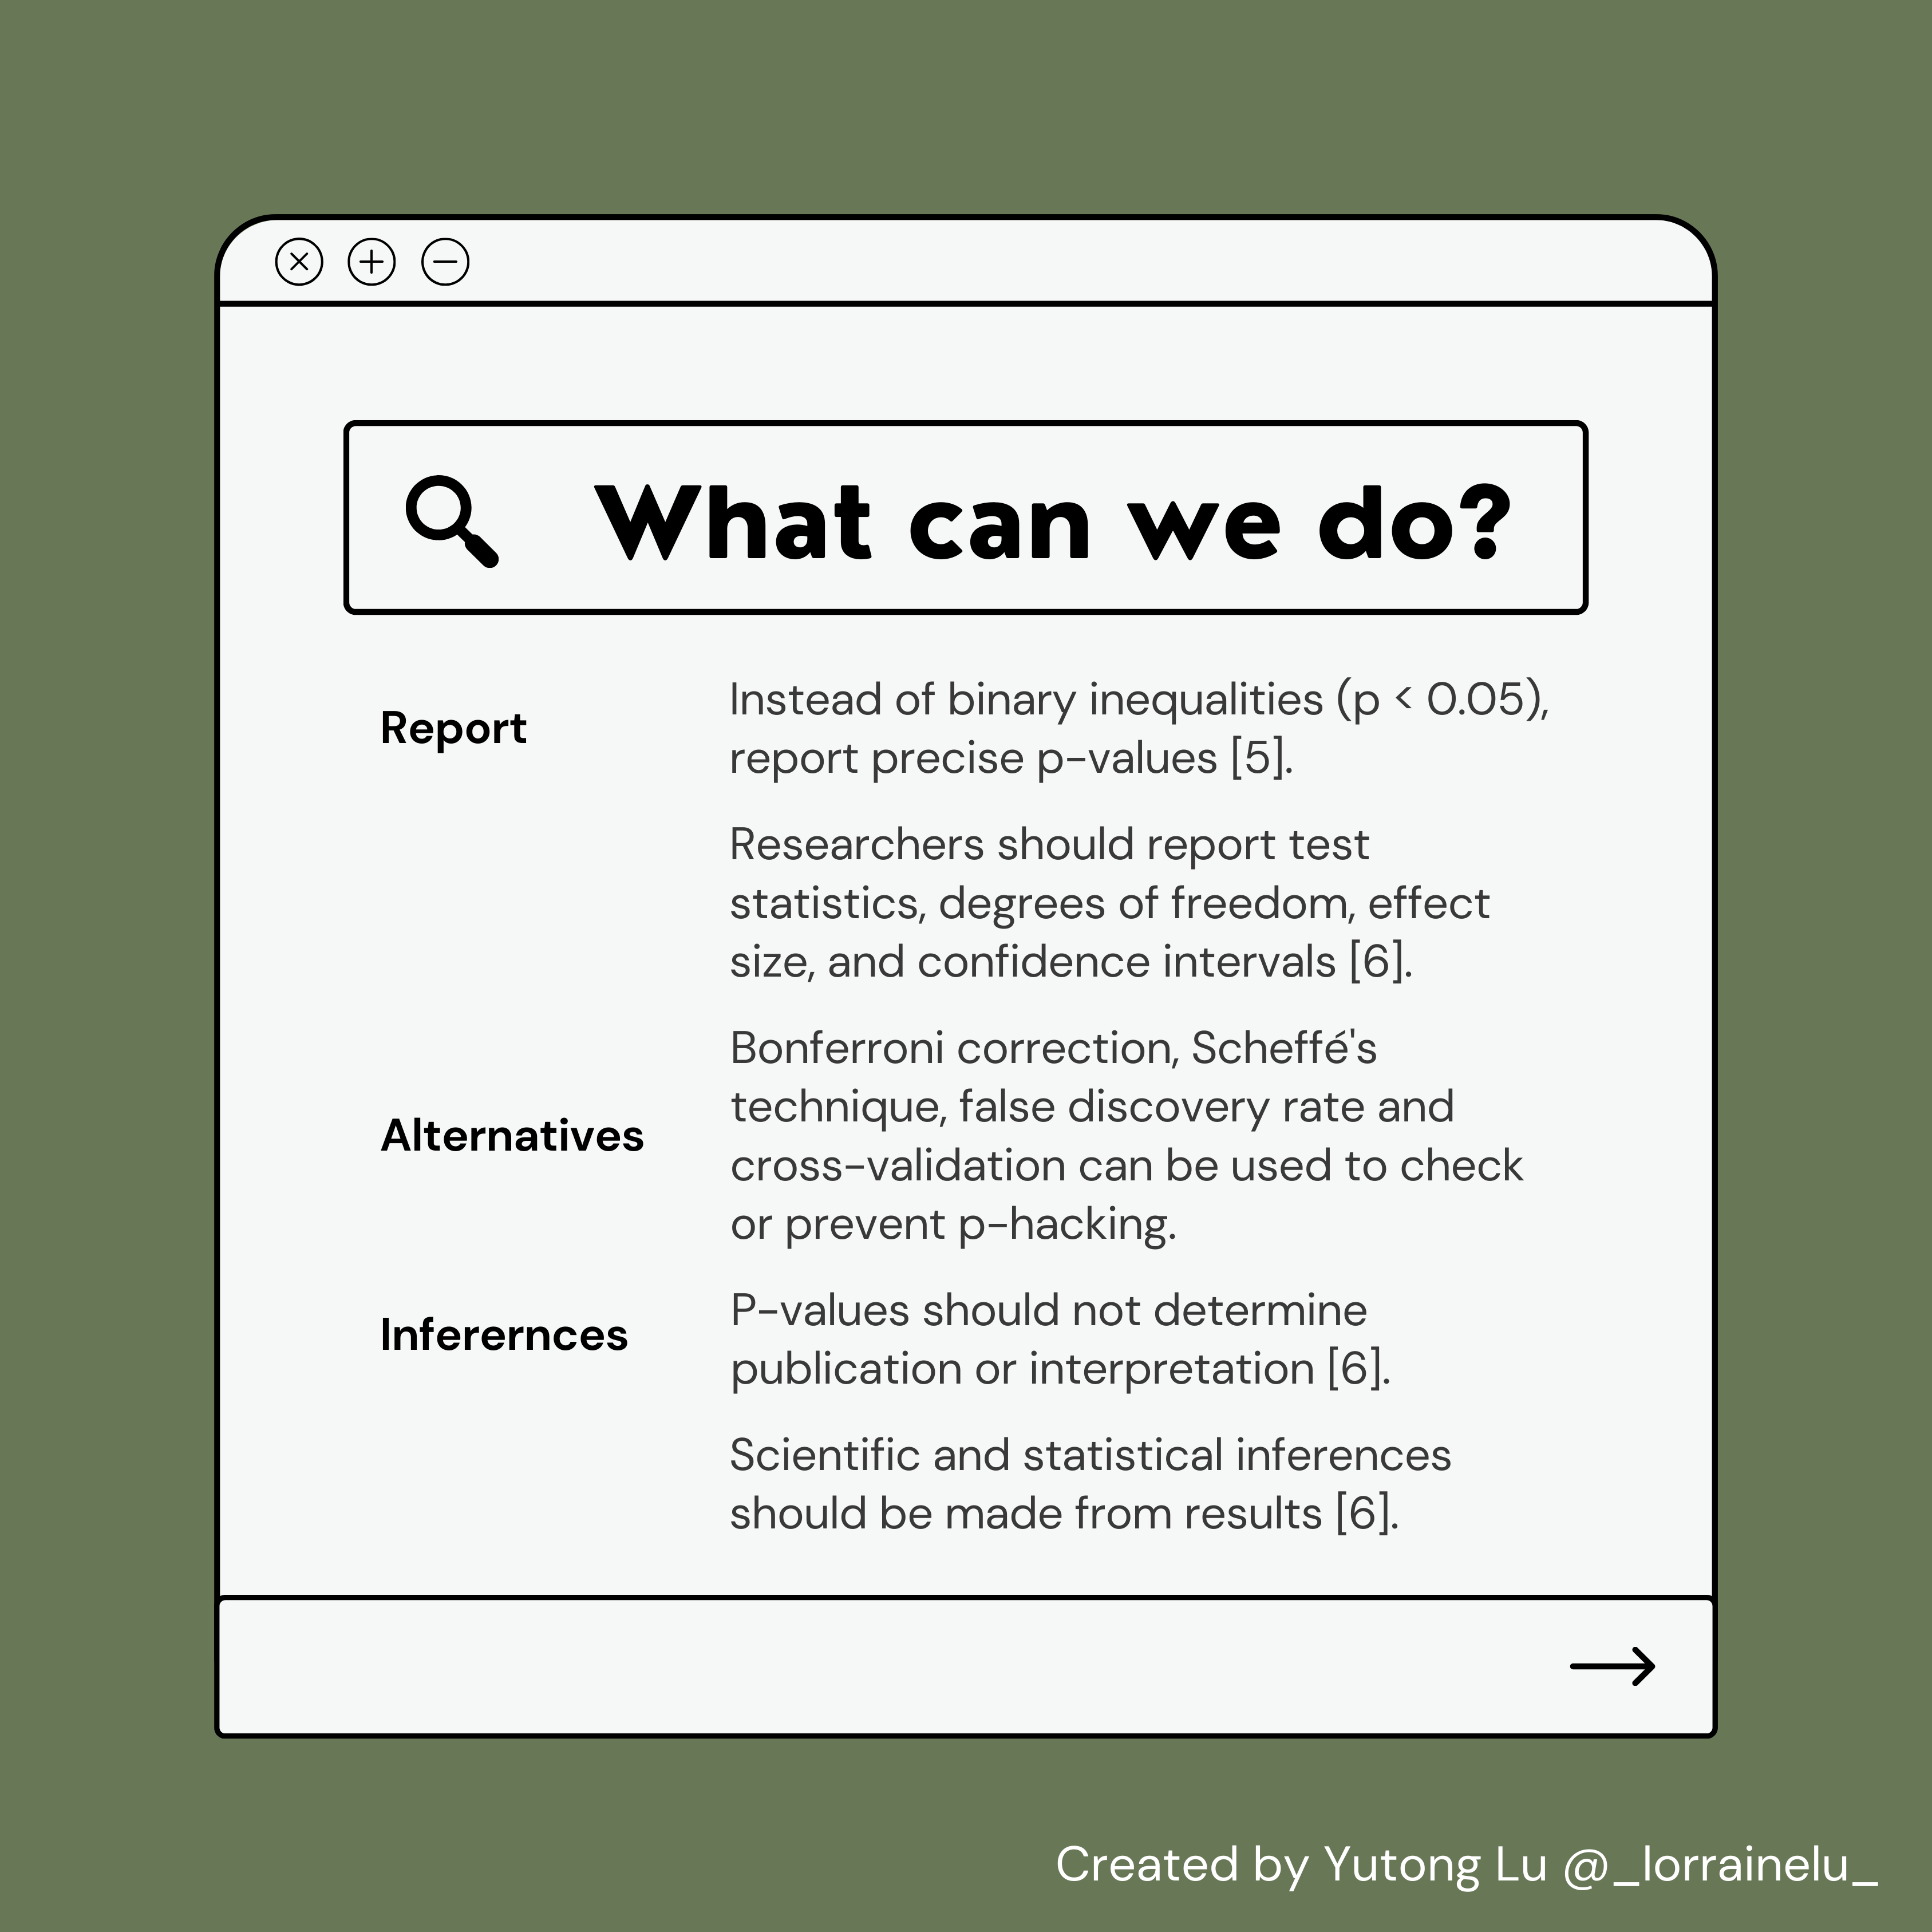 What can we do?
Report
Instead of binary inequalities (p < 0.05),
report precise p-values [5].
Researchers should report test
statistics, degrees of freedom, effect
size, and confidence intervals [6].
Alternatives
Bonferroni correction, Scheffé's
technique, false discovery rate and
cross-validation can be used to check
or prevent p-hacking.
Inferernces
P-values should not determine
publication or interpretation [6].
Scientific and statistical inferences
should be made from results [6].
Created by Yutong Lu @_lorrainelu_